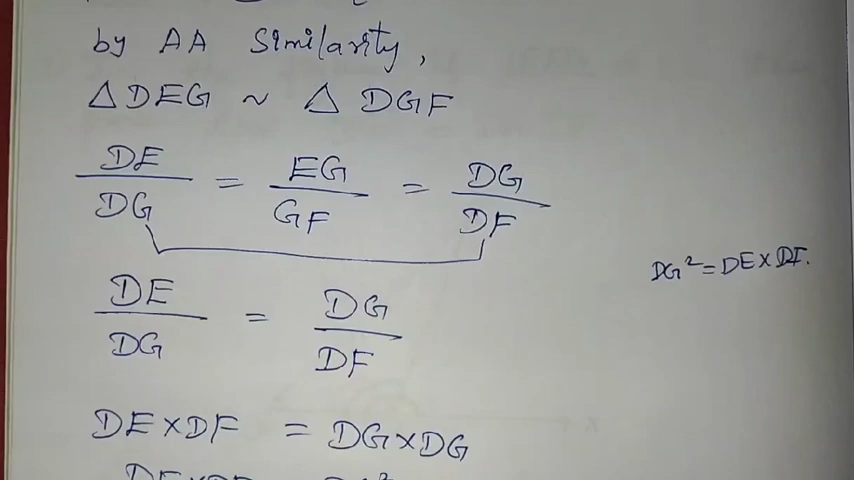 by AA Similarity,
△DEG ~ △DGF
DE/DG = EG/GF = DG/DF
DG² = DE×DF.
DE/DG = DG/DF
DE×DF = DG×DG